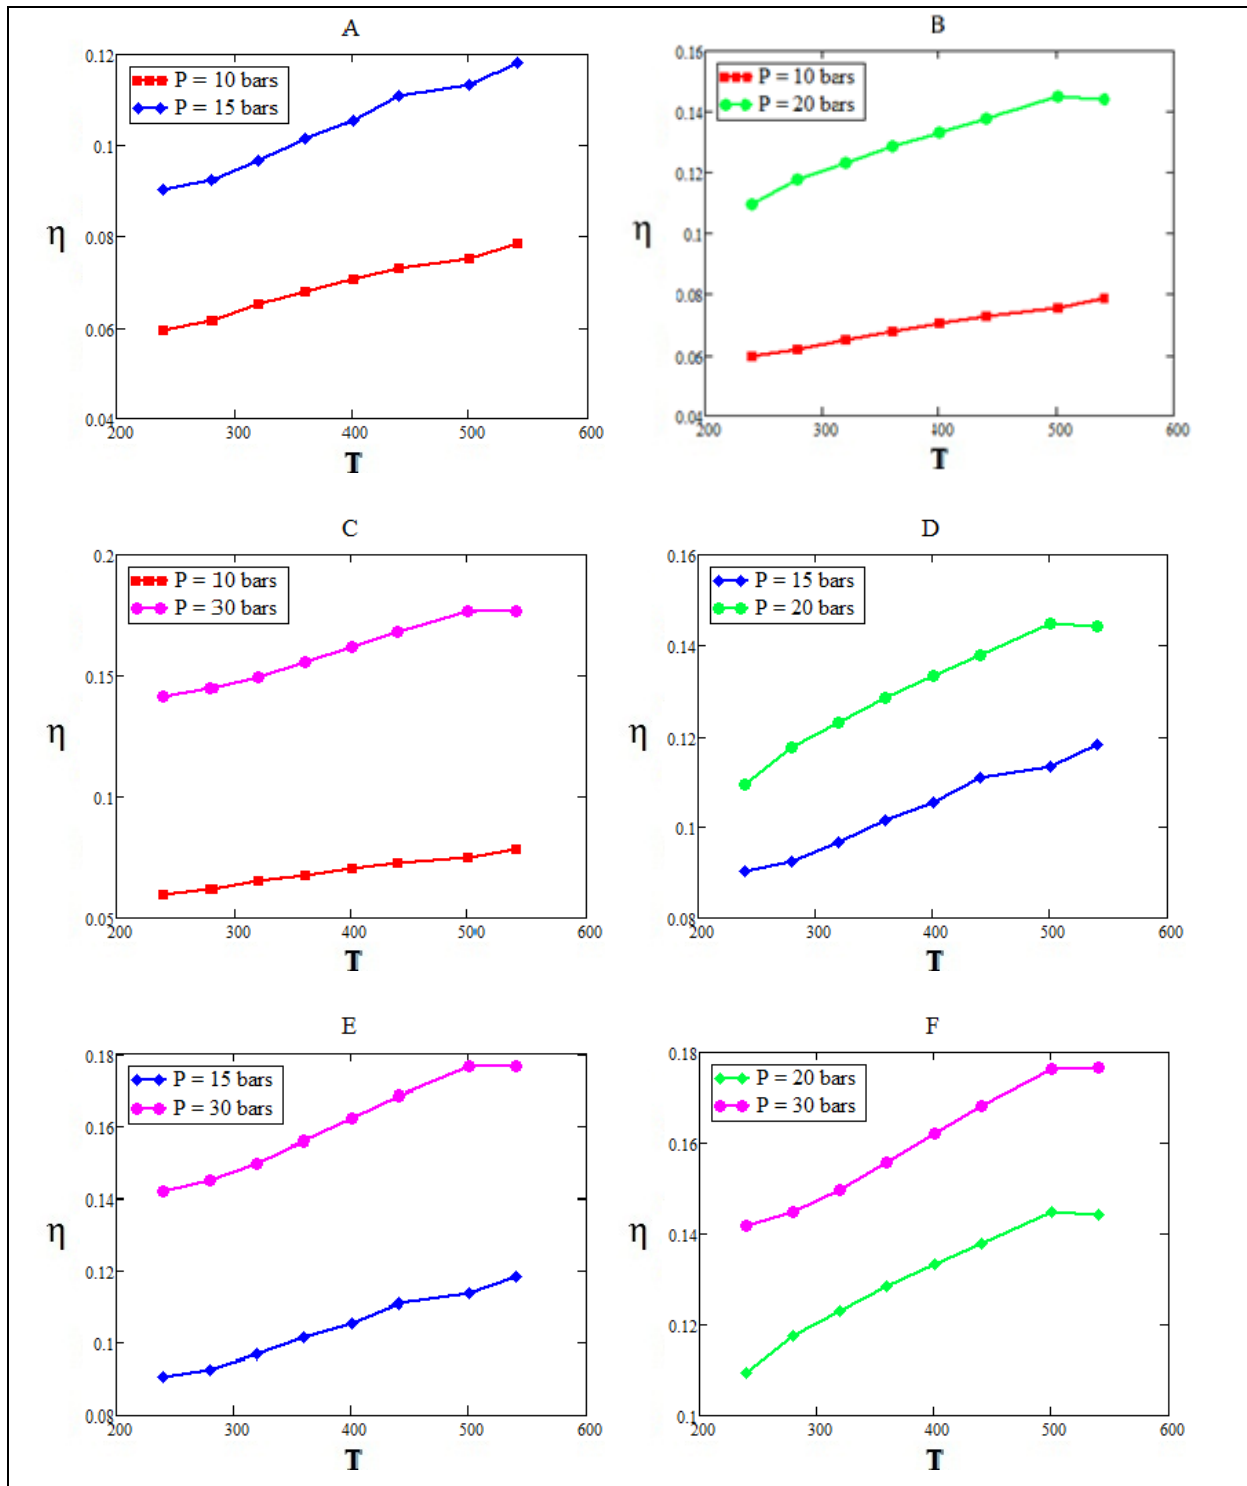 A
0.12
P = 10 bars
P = 15 bars
0.1
0.08
η
0.06
0.04
200 300 400 500 600
T
B
0.16
P = 10 bars
P = 20 bars
0.14
0.12
0.1
η
0.08
0.06
0.04
200 300 400 500 600
T
C
0.2
P = 10 bars
P = 30 bars
0.15
η
0.1
0.05
200 300 400 500 600
T
D
0.16
P = 15 bars
P = 20 bars
0.14
0.12
η
0.1
0.08
200 300 400 500 600
T
E
0.18
P = 15 bars
P = 30 bars
0.16
0.14
η
0.12
0.1
0.08
200 300 400 500 600
T
F
0.18
P = 20 bars
P = 30 bars
0.16
0.14
η
0.12
0.1
200 300 400 500 600
T